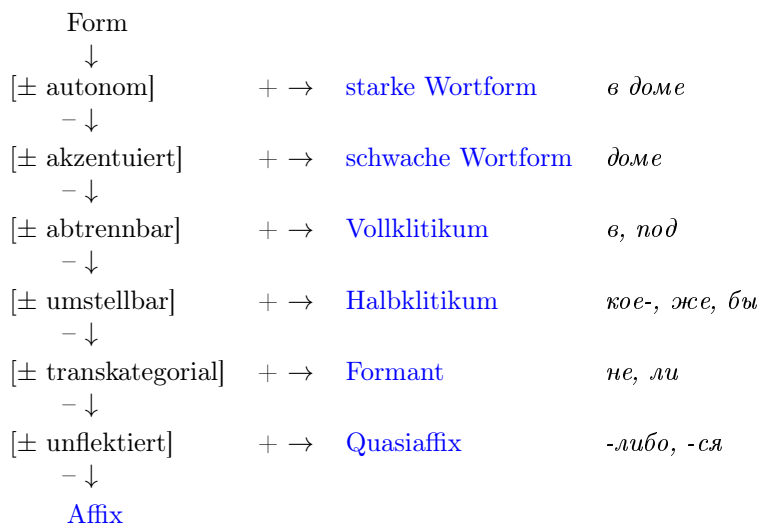 Form
↓
[± autonom] + → starke Wortform в доме
− ↓
[± akzentuiert] + → schwache Wortform доме
− ↓
[± abtrennbar] + → Vollklitikum в, под
− ↓
[± umstellbar] + → Halbklitikum кое-, же, бы
− ↓
[± transkategorial] + → Formant не, ли
− ↓
[± unflektiert] + → Quasiaffix -либо, -ся
− ↓
Affix